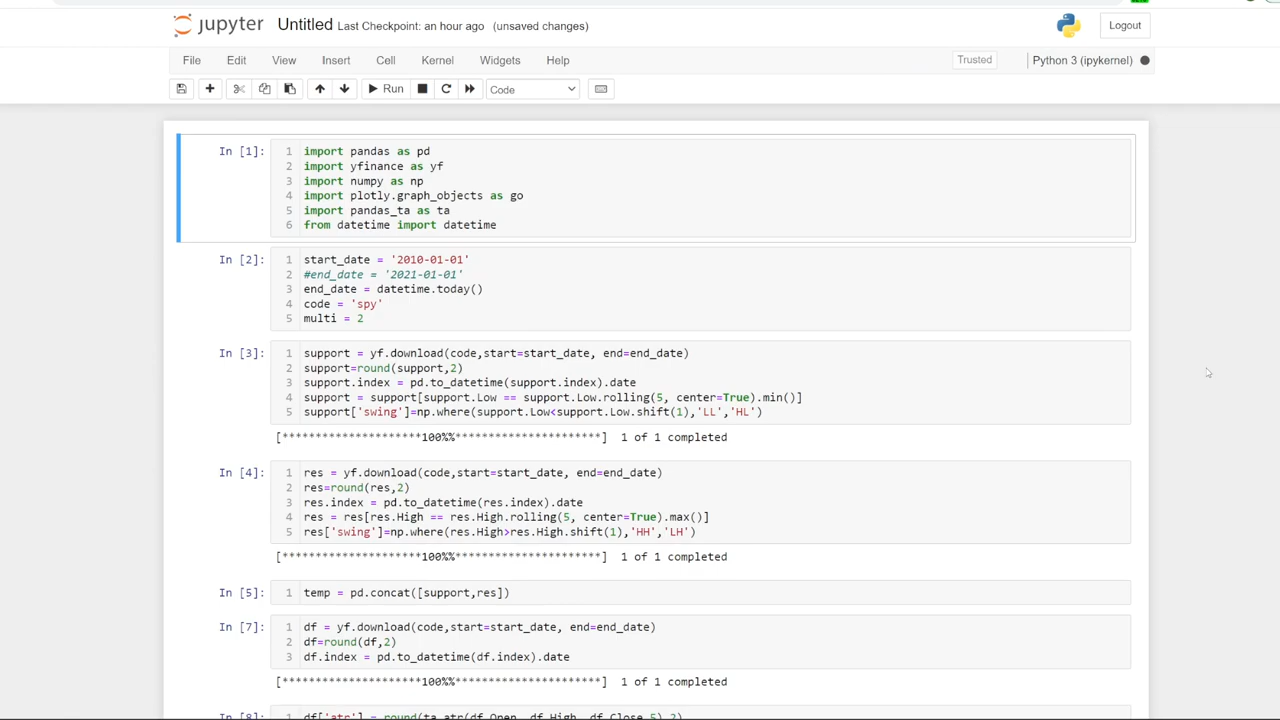 jupyter Untitled Last Checkpoint: an hour ago (unsaved changes) Logout
File Edit View Insert Cell Kernel Widgets Help Trusted Python 3 (ipykernel)
Run Code
In [1]:
1 import pandas as pd
2 import yfinance as yf
3 import numpy as np
4 import plotly.graph_objects as go
5 import pandas_ta as ta
6 from datetime import datetime
In [2]:
1 start_date = '2010-01-01'
2 #end_date = '2021-01-01'
3 end_date = datetime.today()
4 code = 'spy'
5 multi = 2
In [3]:
1 support = yf.download(code,start=start_date, end=end_date)
2 support=round(support,2)
3 support.index = pd.to_datetime(support.index).date
4 support = support[support.Low == support.Low.rolling(5, center=True).min()]
5 support['swing']=np.where(support.Low<support.Low.shift(1),'LL','HL')
[*********************100%%**********************] 1 of 1 completed
In [4]:
1 res = yf.download(code,start=start_date, end=end_date)
2 res=round(res,2)
3 res.index = pd.to_datetime(res.index).date
4 res = res[res.High == res.High.rolling(5, center=True).max()]
5 res['swing']=np.where(res.High>res.High.shift(1),'HH','LH')
[*********************100%%**********************] 1 of 1 completed
In [5]:
1 temp = pd.concat([support,res])
In [7]:
1 df = yf.download(code,start=start_date, end=end_date)
2 df=round(df,2)
3 df.index = pd.to_datetime(df.index).date
[*********************100%%**********************] 1 of 1 completed
In [8]:
1 df['atr'] = round(ta.atr(df.Open, df.High, df.Close,5),2)